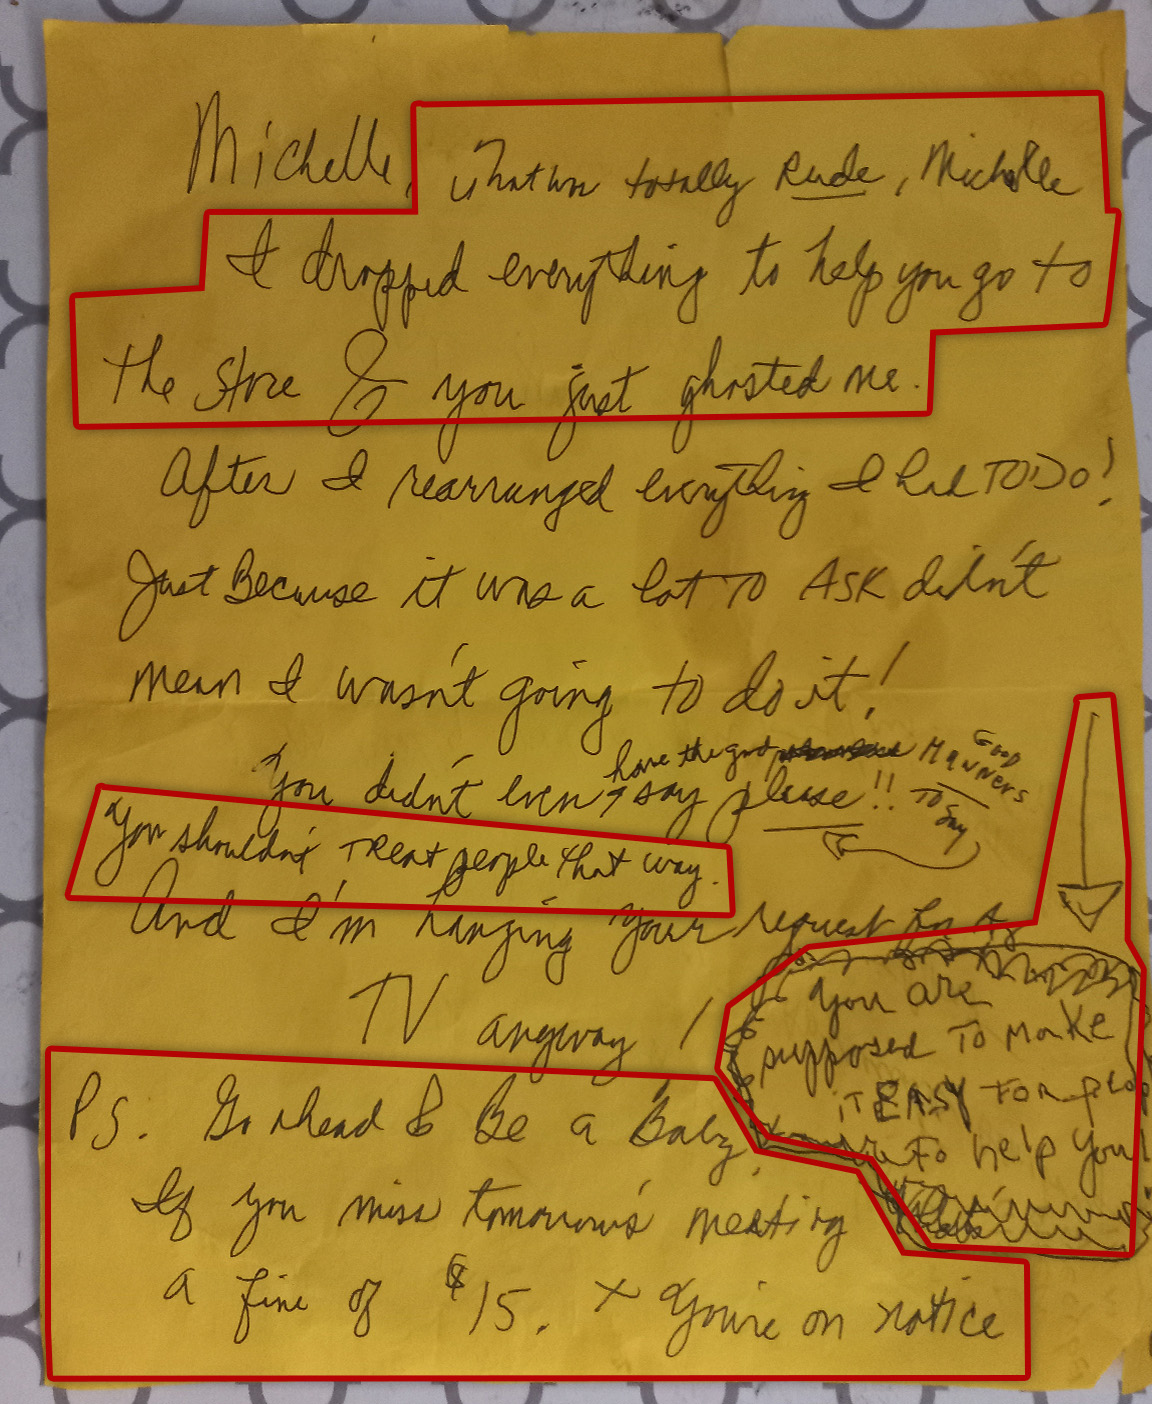 Michelle, That was totally Rude, Michelle
I dropped everything to help you go to
the store & you just ghosted me.
After I rearranged everything I had TO DO!
Just Because it was a lot TO ASK didn't
mean I wasn't going to do it!
You didn't even say please!!
have the good Manners
GOOD
TO Say
You shouldn't TREAT people that way.
And I'm hanging your request for
TV anyway!
You are
supposed TO Make
iT EASY FOR
To help you!
PS. Go ahead & Be a Baby.
If you miss tomorrow's meeting
a fine of $15. + You're on notice